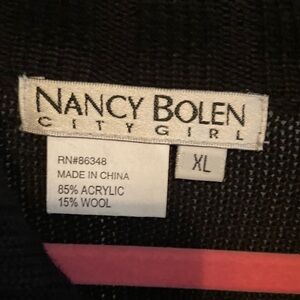 NANCY BOLEN
CITY GIRL
RN#86348
MADE IN CHINA
85% ACRYLIC
15% WOOL
XL